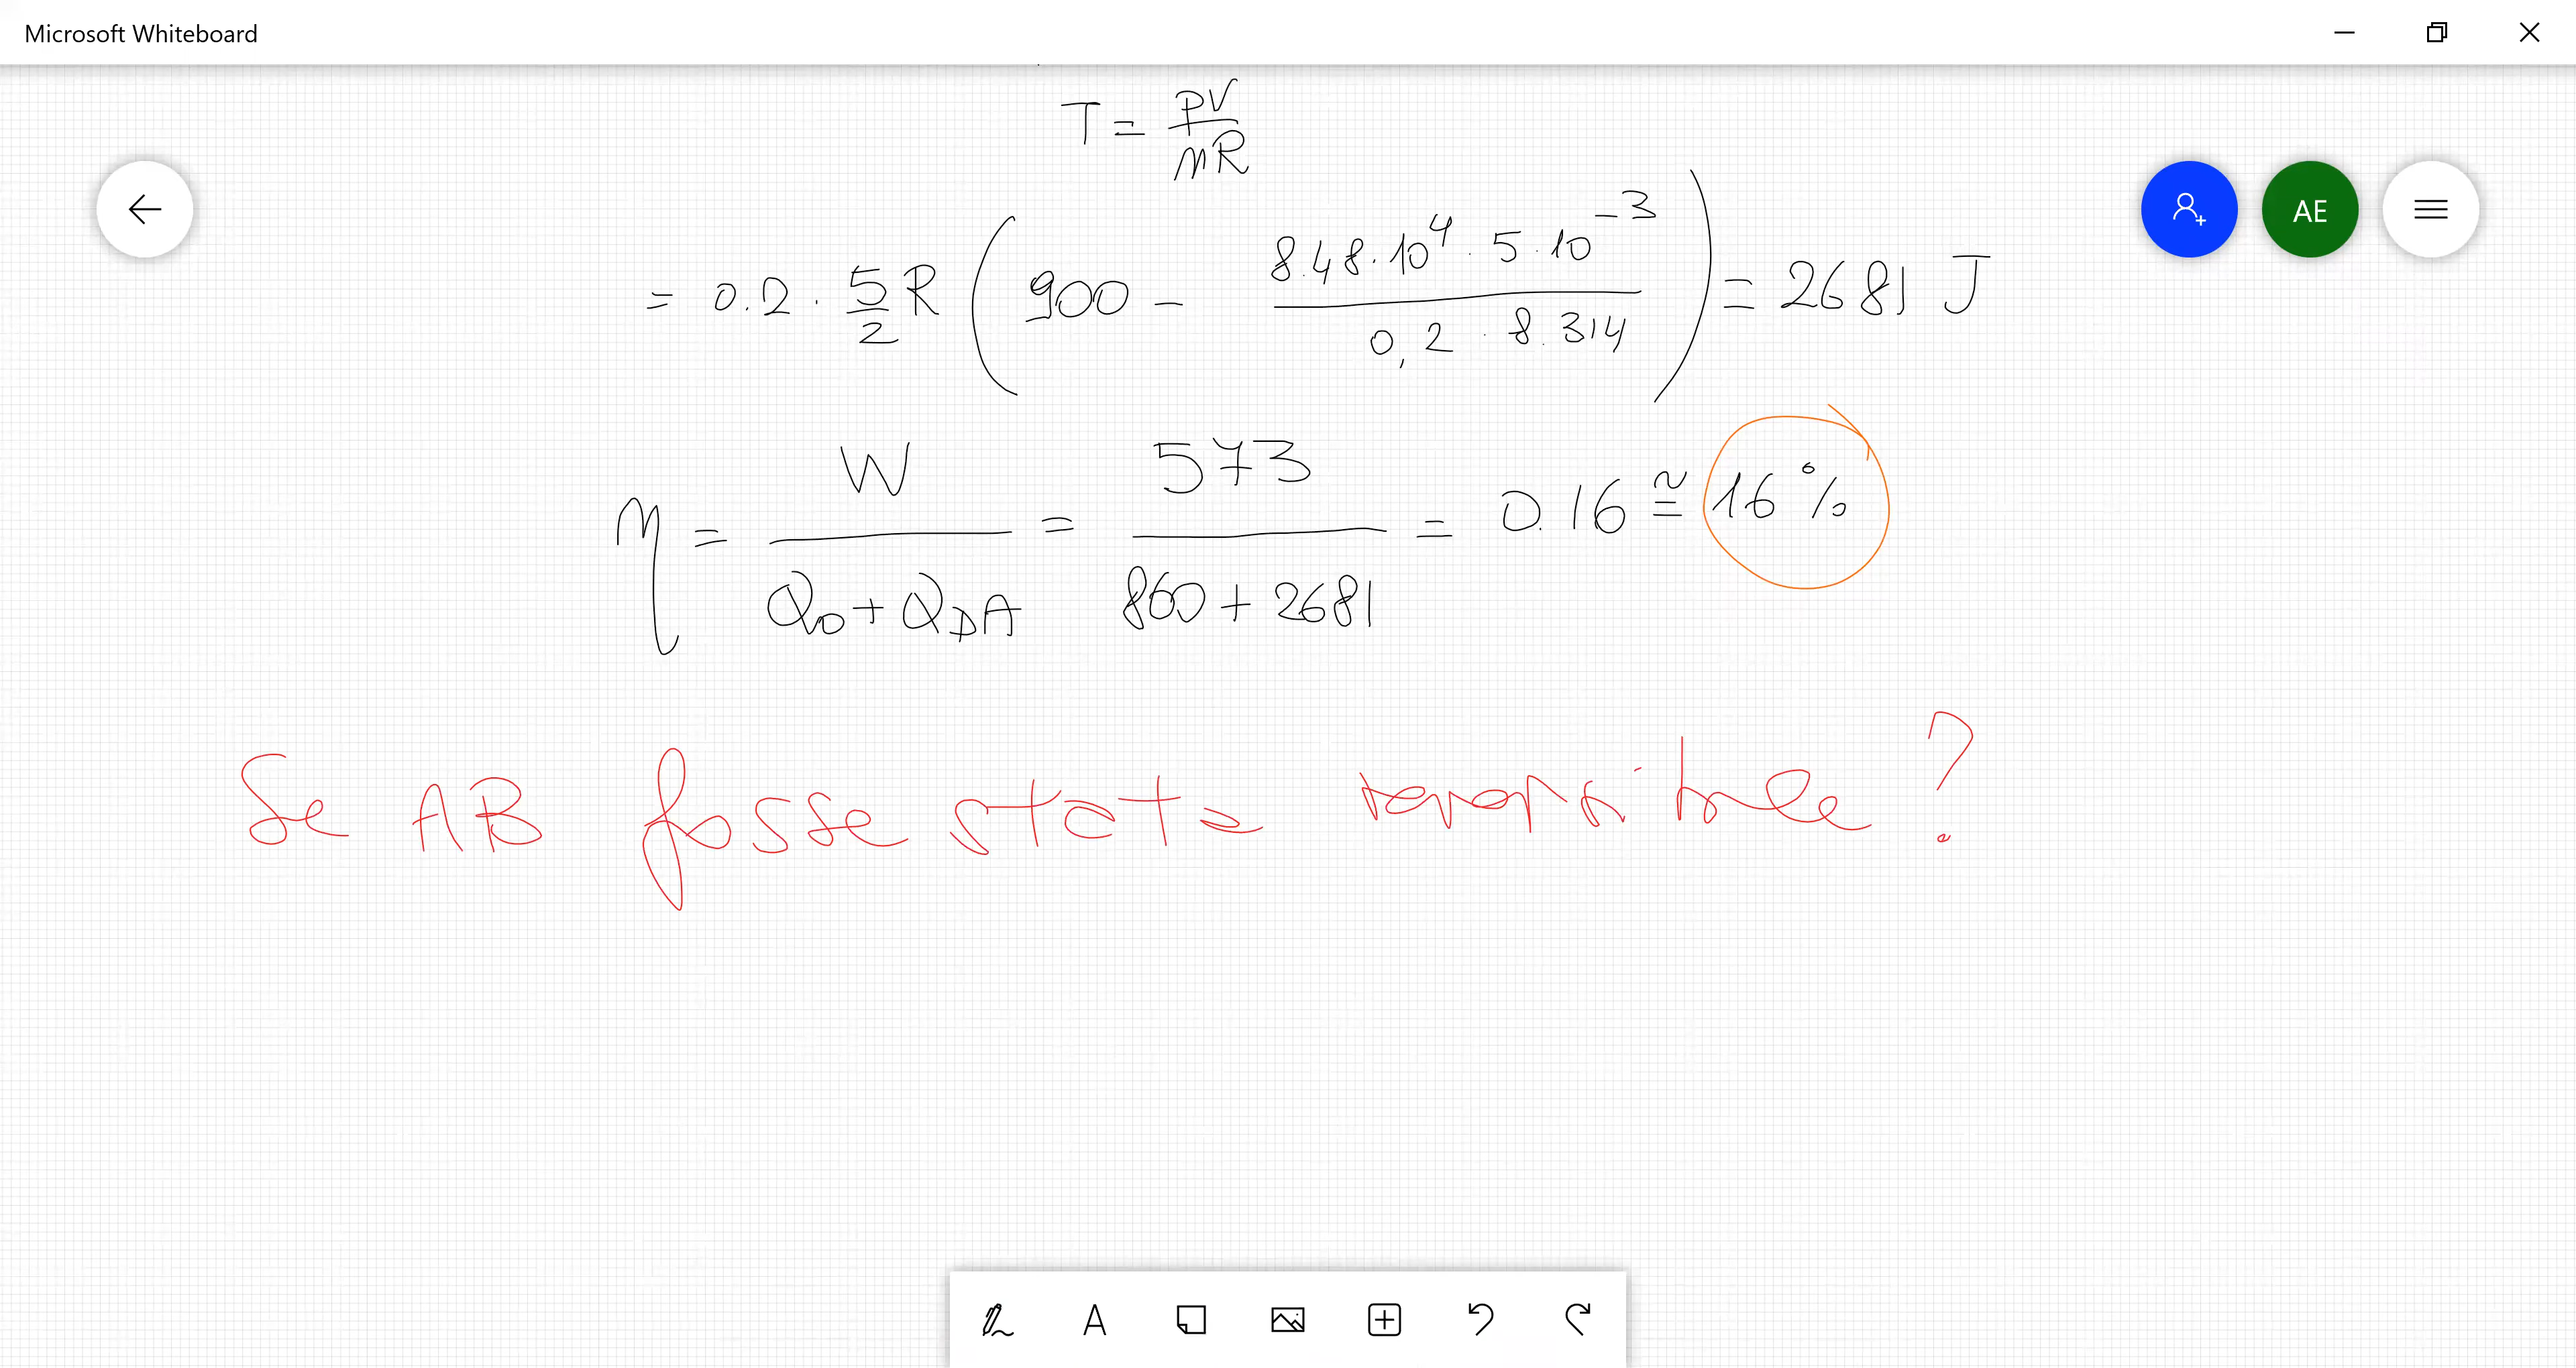 Microsoft Whiteboard
T = PV / nR
AE
= 0.2 · 5/2 R (900 - 8.48·10⁴ · 5·10⁻³ / 0,2 · 8.314) = 2681 J
η = W / Q₀ + Q_DA = 573 / 860 + 2681 = 0.16 ≅ 16%
Se AB fosse stata reversibile?
A